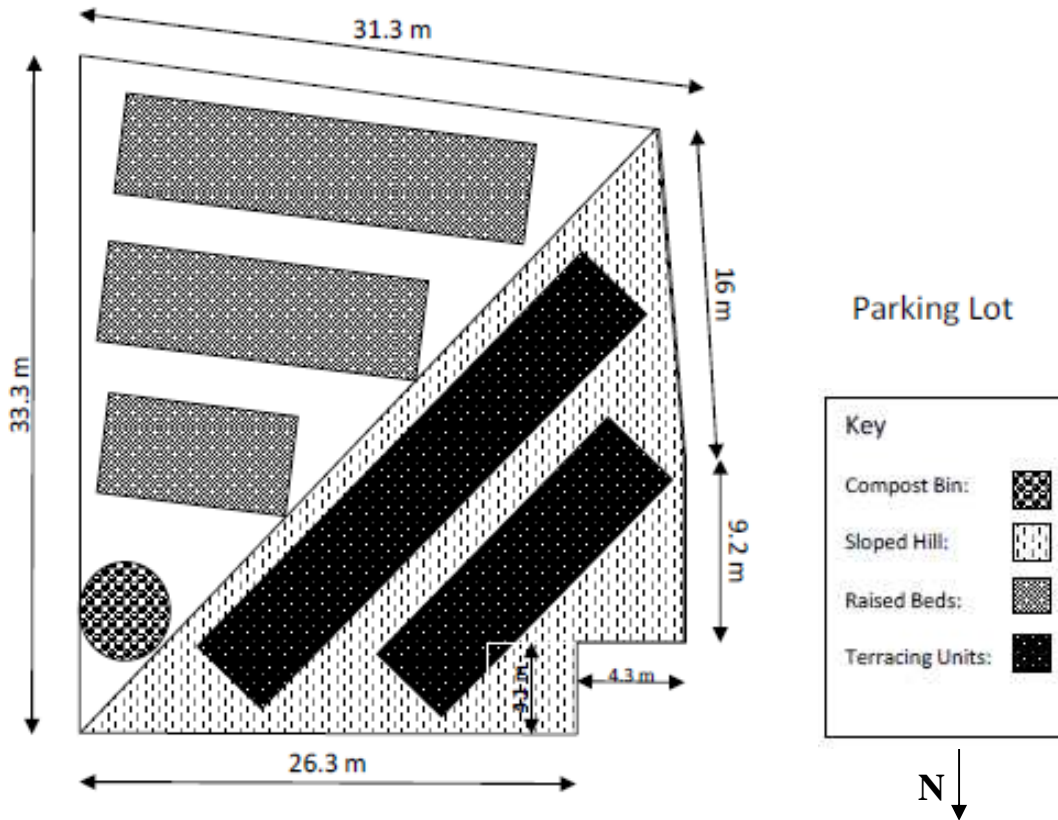 31.3 m
33.3 m
16 m
Parking Lot
Key
Compost Bin:
Sloped Hill:
Raised Beds:
Terracing Units:
9.2 m
4.3 m
26.3 m
N